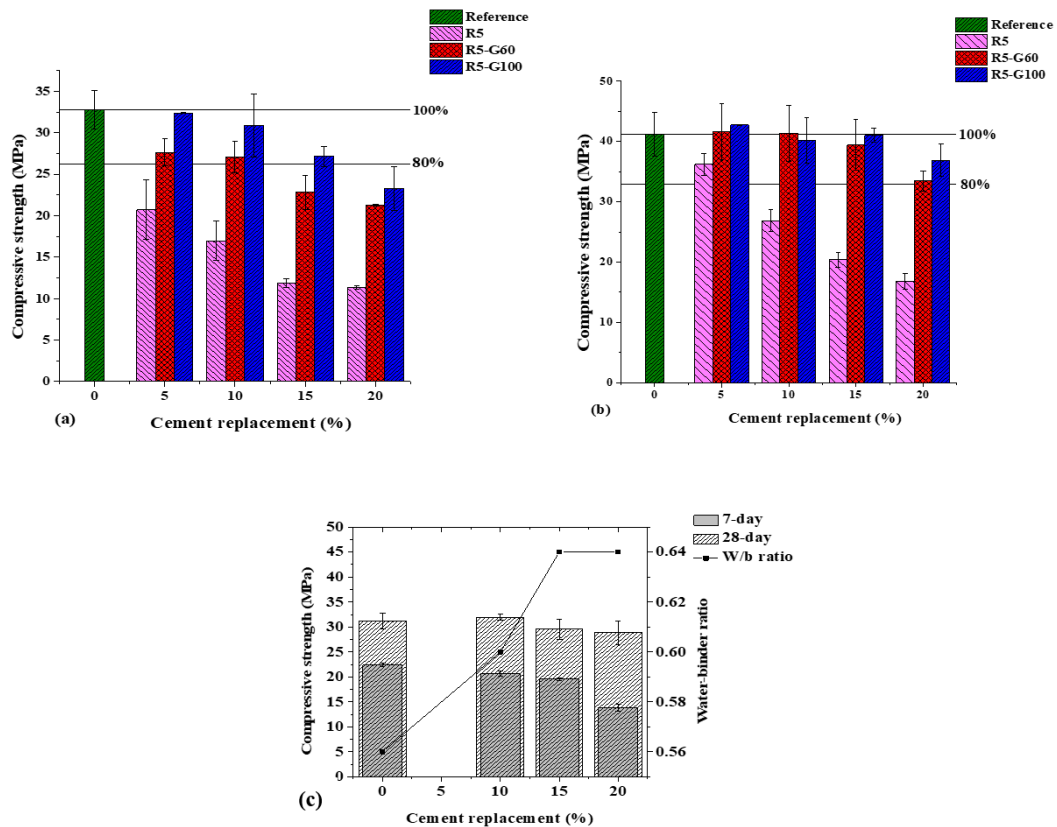 Reference
R5
R5-G60
R5-G100
35
30
25
20
15
10
5
0
Compressive strength (MPa)
100%
80%
0 5 10 15 20
Cement replacement (%)
(a)
Reference
R5
R5-G60
R5-G100
50
40
30
20
10
0
Compressive strength (MPa)
100%
80%
0 5 10 15 20
Cement replacement (%)
(b)
7-day
28-day
W/b ratio
50
45
40
35
30
25
20
15
10
5
0
Compressive strength (MPa)
0.64
0.62
0.60
0.58
0.56
Water-binder ratio
0 5 10 15 20
Cement replacement (%)
(c)